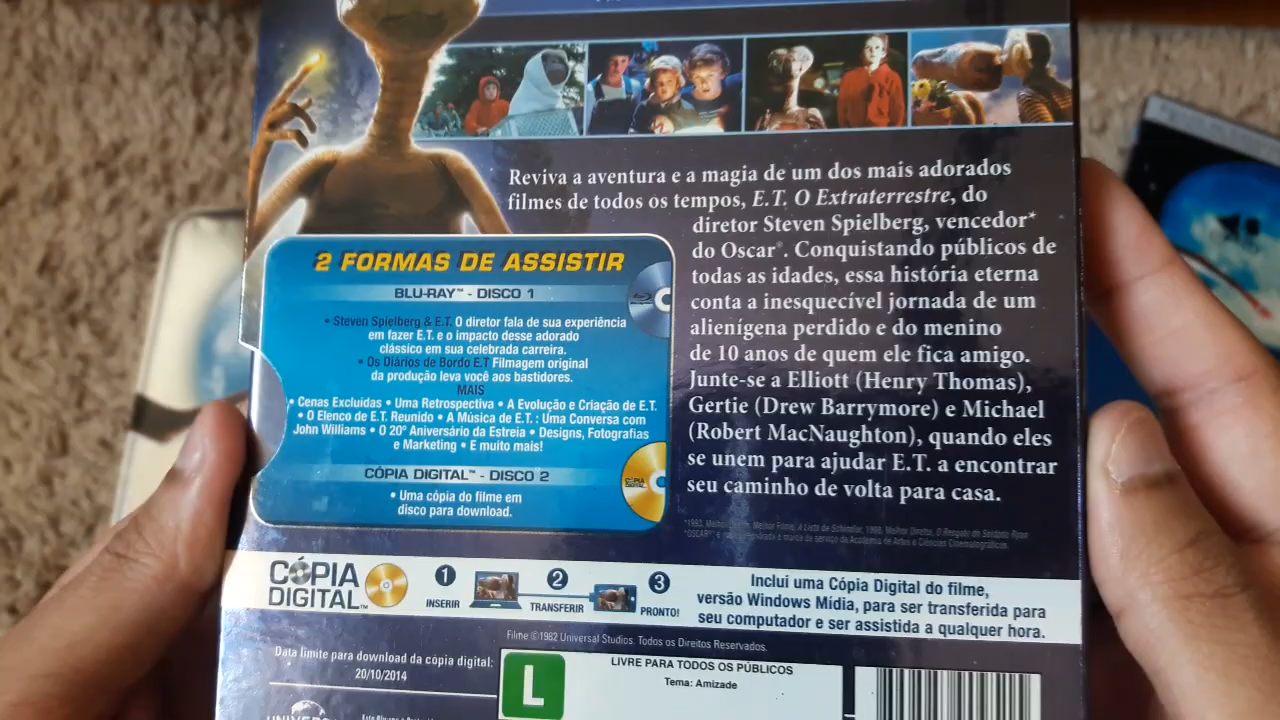 Reviva a aventura e a magia de um dos mais adorados
filmes de todos os tempos, E.T. O Extraterrestre, do
diretor Steven Spielberg, vencedor*
do Oscar®. Conquistando públicos de
todas as idades, essa história eterna
conta a inesquecível jornada de um
alienígena perdido e do menino
de 10 anos de quem ele fica amigo.
Junte-se a Elliott (Henry Thomas),
Gertie (Drew Barrymore) e Michael
(Robert MacNaughton), quando eles
se unem para ajudar E.T. a encontrar
seu caminho de volta para casa.
2 FORMAS DE ASSISTIR
BLU-RAY™ - DISCO 1
• Steven Spielberg & E.T. O diretor fala de sua experiência
em fazer E.T. e o impacto desse adorado
clássico em sua celebrada carreira.
• Os Diários de Bordo E.T Filmagem original
da produção leva você aos bastidores.
MAIS
• Cenas Excluídas • Uma Retrospectiva • A Evolução e Criação de E.T.
• O Elenco de E.T. Reunido • A Música de E.T. : Uma Conversa com
John Williams • O 20º Aniversário da Estreia • Designs, Fotografias
e Marketing • E muito mais!
CÓPIA DIGITAL™ - DISCO 2
• Uma cópia do filme em
disco para download.
CÓPIA
DIGITAL™
1 INSERIR
2 TRANSFERIR
3 PRONTO!
Inclui uma Cópia Digital do filme,
versão Windows Mídia, para ser transferida para
seu computador e ser assistida a qualquer hora.
Filme ©1982 Universal Studios. Todos os Direitos Reservados.
Data limite para download da cópia digital:
20/10/2014
L
LIVRE PARA TODOS OS PÚBLICOS
Tema: Amizade